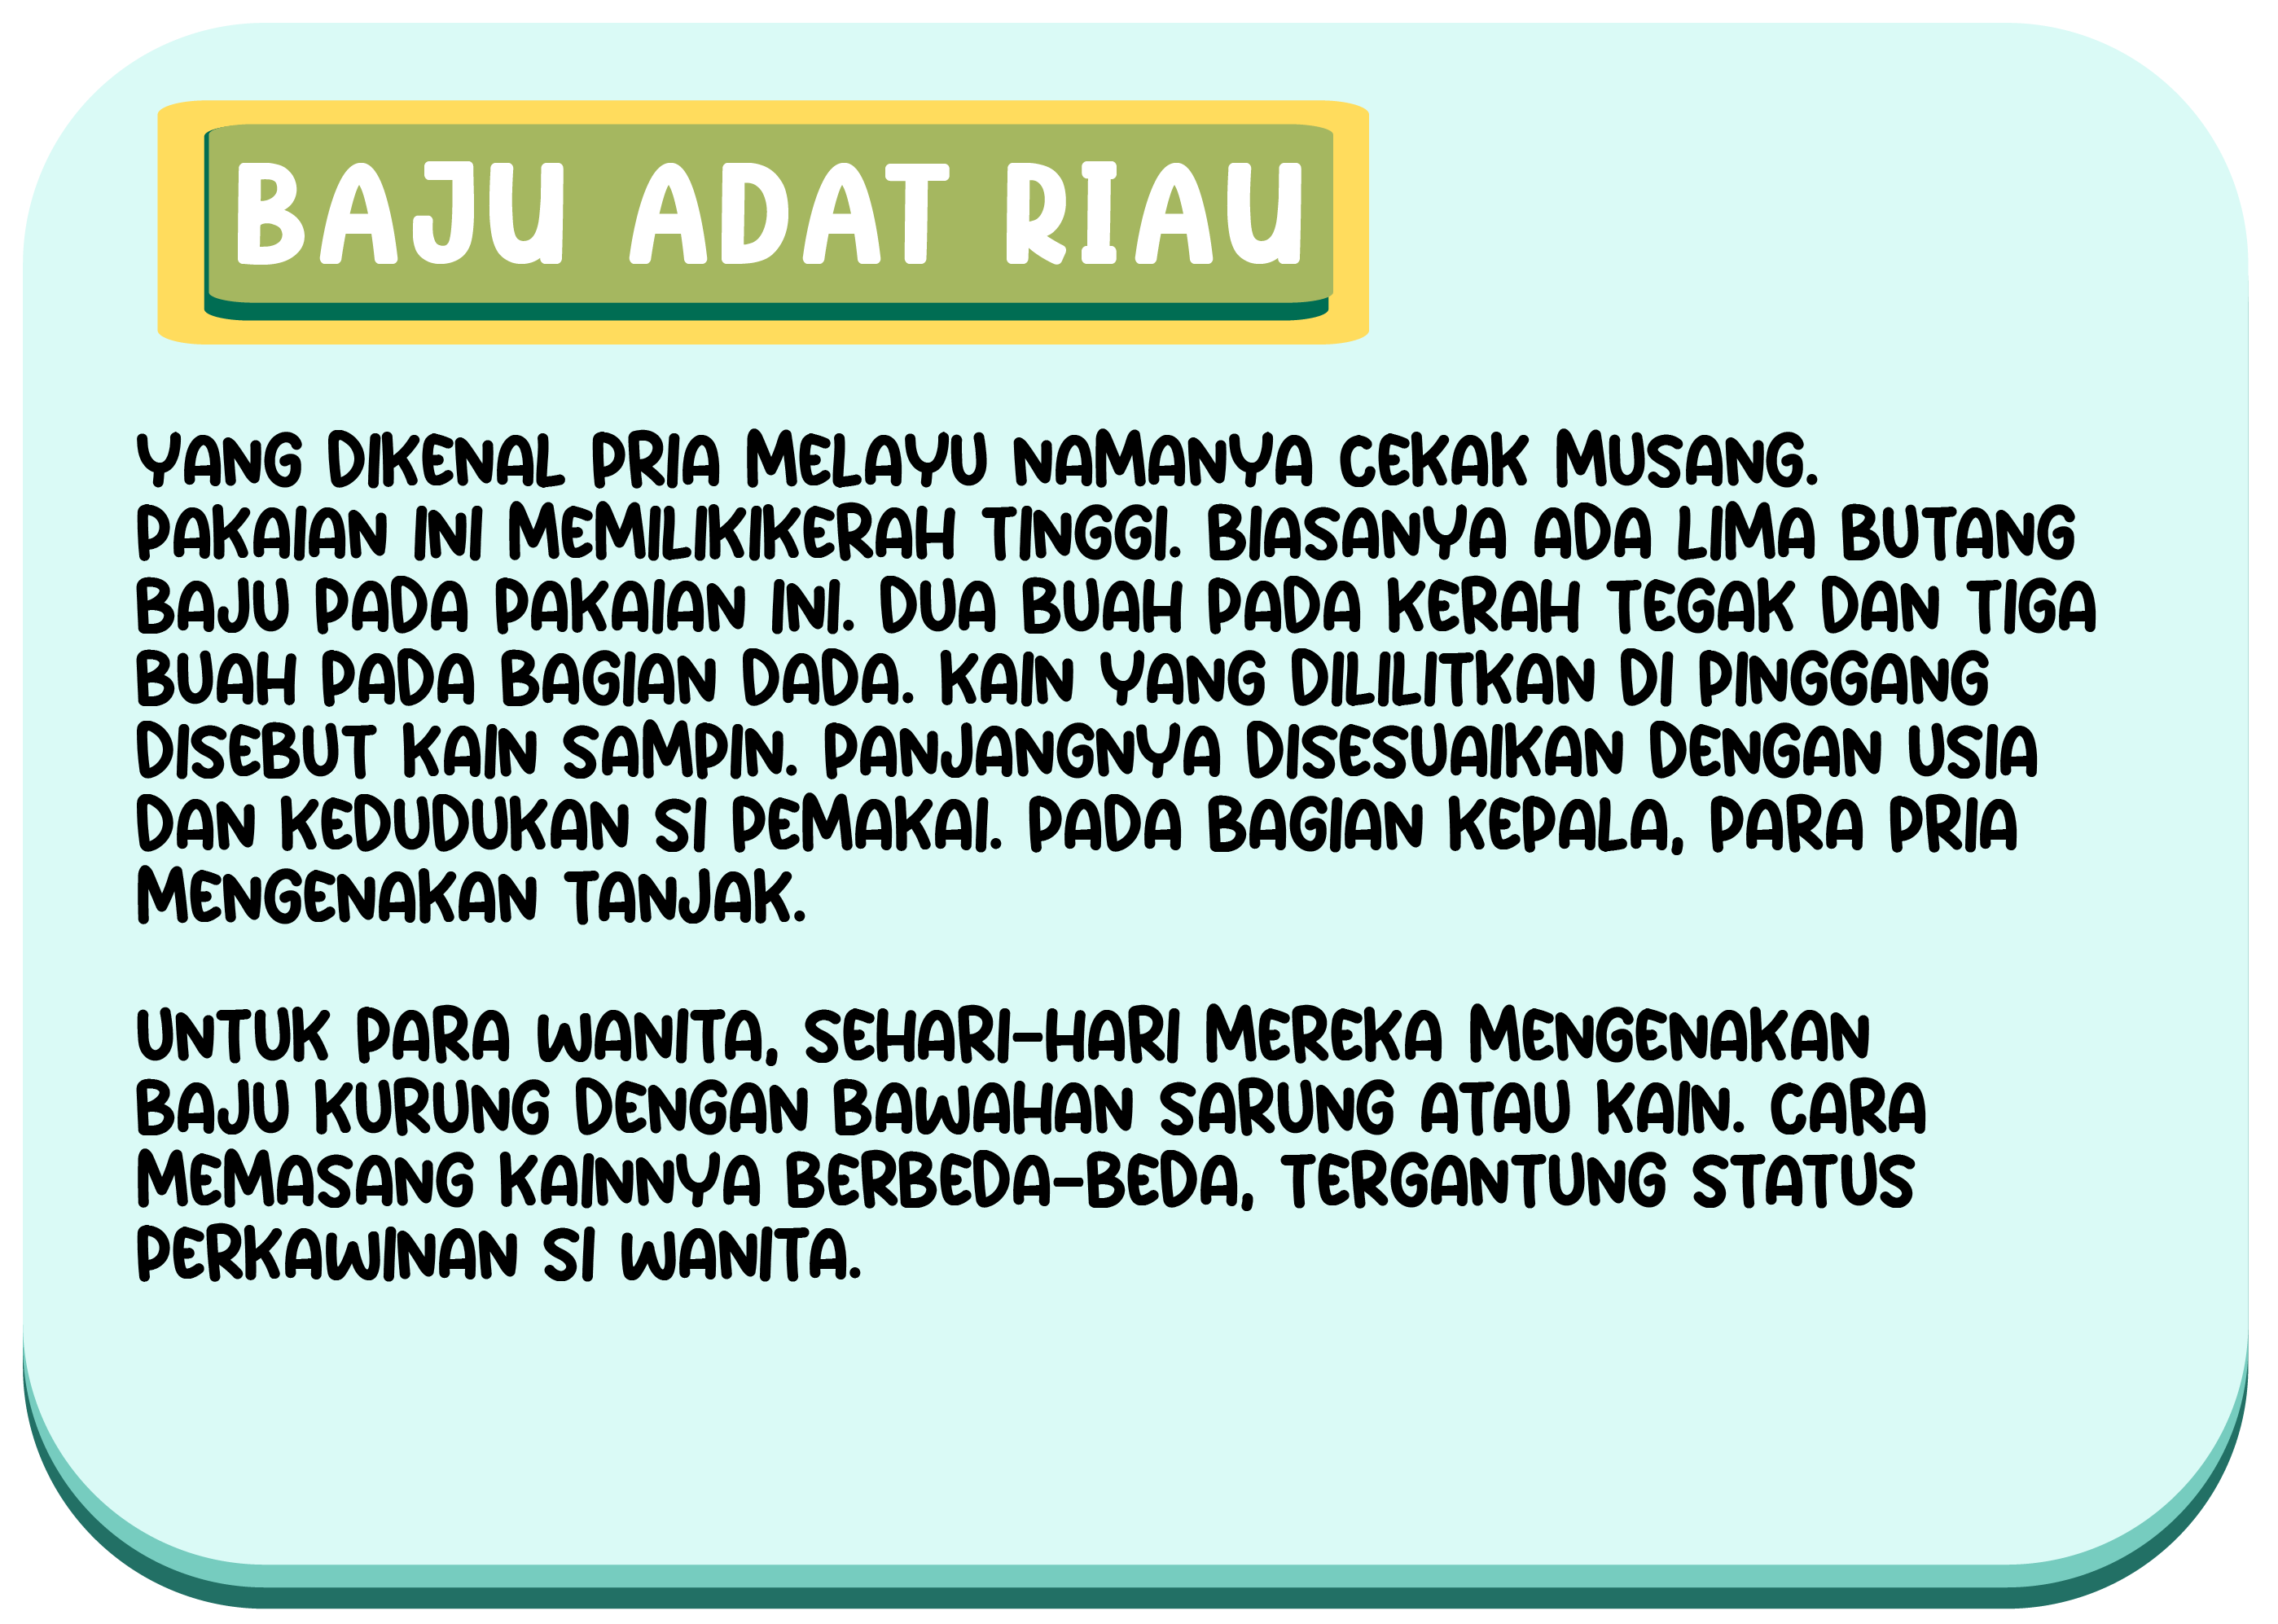 BAJU ADAT RIAU
YANG DIKENAL PRIA MELAYU NAMANYA CEKAK MUSANG.
PAKAIAN INI MEMILIKIKERAH TINGGI. BIASANYA ADA LIMA BUTANG
BAJU PADA PAKAIAN INI. DUA BUAH PADA KERAH TEGAK DAN TIGA
BUAH PADA BAGIAN DADA. KAIN YANG DILILITKAN DI PINGGANG
DISEBUT KAIN SAMPIN. PANJANGNYA DISESUAIKAN DENGAN USIA
DAN KEDUDUKAN SI PEMAKAI. PADA BAGIAN KEPALA, PARA PRIA
MENGENAKAN TANJAK.
UNTUK PARA WANITA, SEHARI-HARI MEREKA MENGENAKAN
BAJU KURUNG DENGAN BAWAHAN SARUNG ATAU KAIN. CARA
MEMASANG KAINNYA BERBEDA-BEDA, TERGANTUNG STATUS
PERKAWINAN SI WANITA.